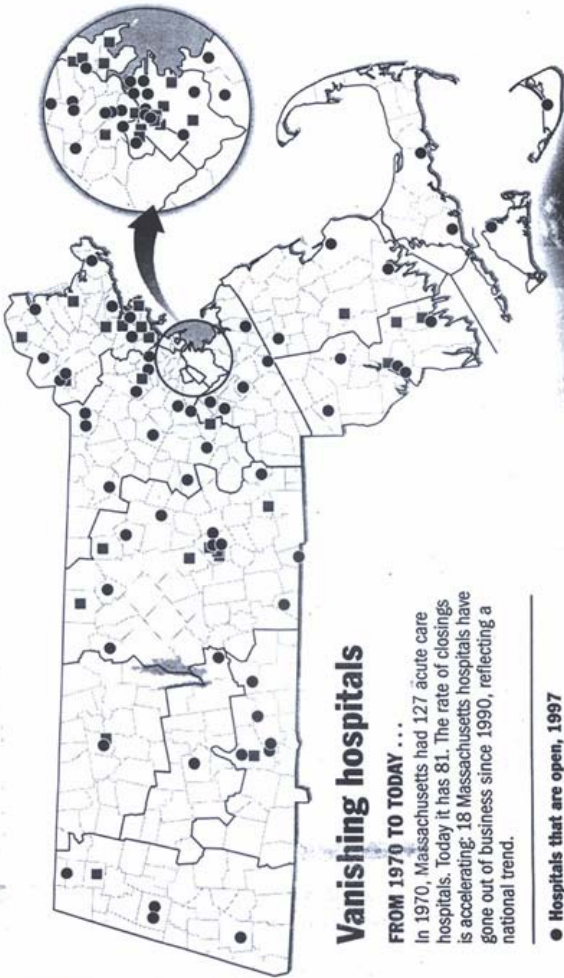 Vanishing hospitals
FROM 1970 TO TODAY ...
In 1970, Massachusetts had 127 acute care
hospitals. Today it has 81. The rate of closings
is accelerating: 18 Massachusetts hospitals have
gone out of business since 1990, reflecting a
national trend.
● Hospitals that are open, 1997